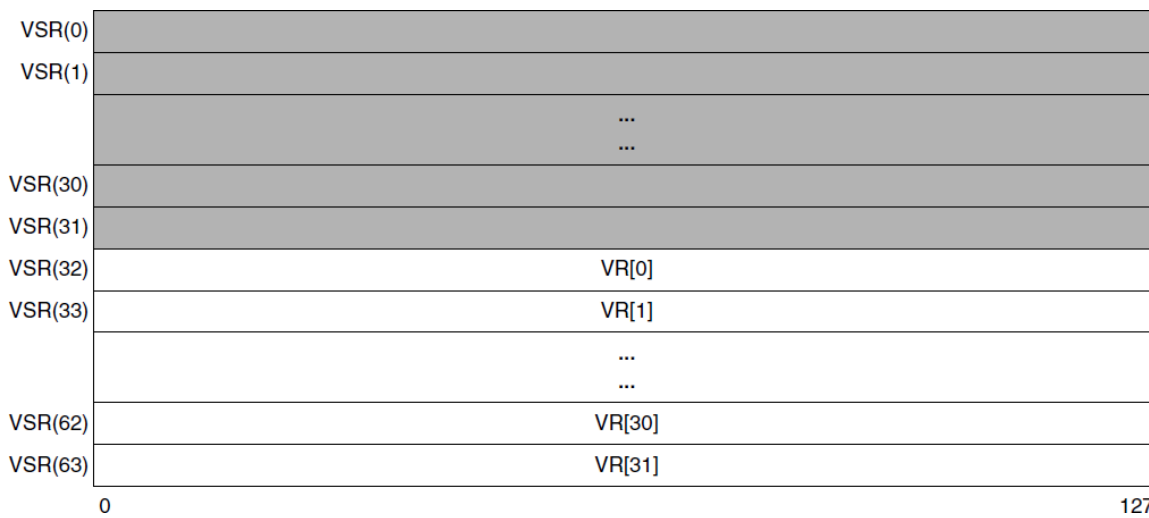 VSR(0)
VSR(1)
...
...
VSR(30)
VSR(31)
VSR(32) VR[0]
VSR(33) VR[1]
...
...
VSR(62) VR[30]
VSR(63) VR[31]
0 127